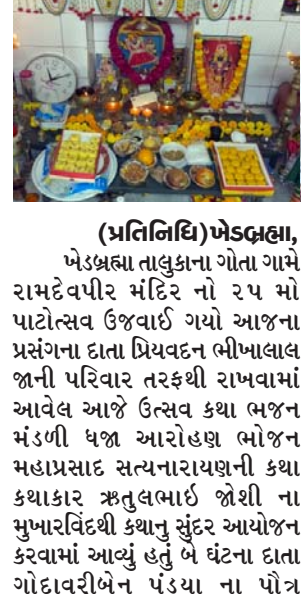 (પ્રતિનિધિ)ખેડબ્રહ્મા,
ખેડબ્રહ્મા તાલુકાના ગોતા ગામે
રામદેવપીર મંદિર નો ૨૫ મો
પાટોત્સવ ઉજવાઈ ગયો આજના
પ્રસંગના દાતા પ્રિયવદન ભીખાલાલ
જાની પરિવાર તરફથી રાખવામાં
આવેલ આજે ઉત્સવ કથા ભજન
મંડળી ધજા આરોહણ ભોજન
મહાપ્રસાદ સત્યનારાયણની કથા
કથાકાર ઋતુલભાઇ જોશી ના
મુખારવિંદથી કથાનુ સુંદર આયોજન
કરવામાં આવ્યું હતું બે ઘંટના દાતા
ગોદાવરીબેન પંડયા ના પૌત્ર